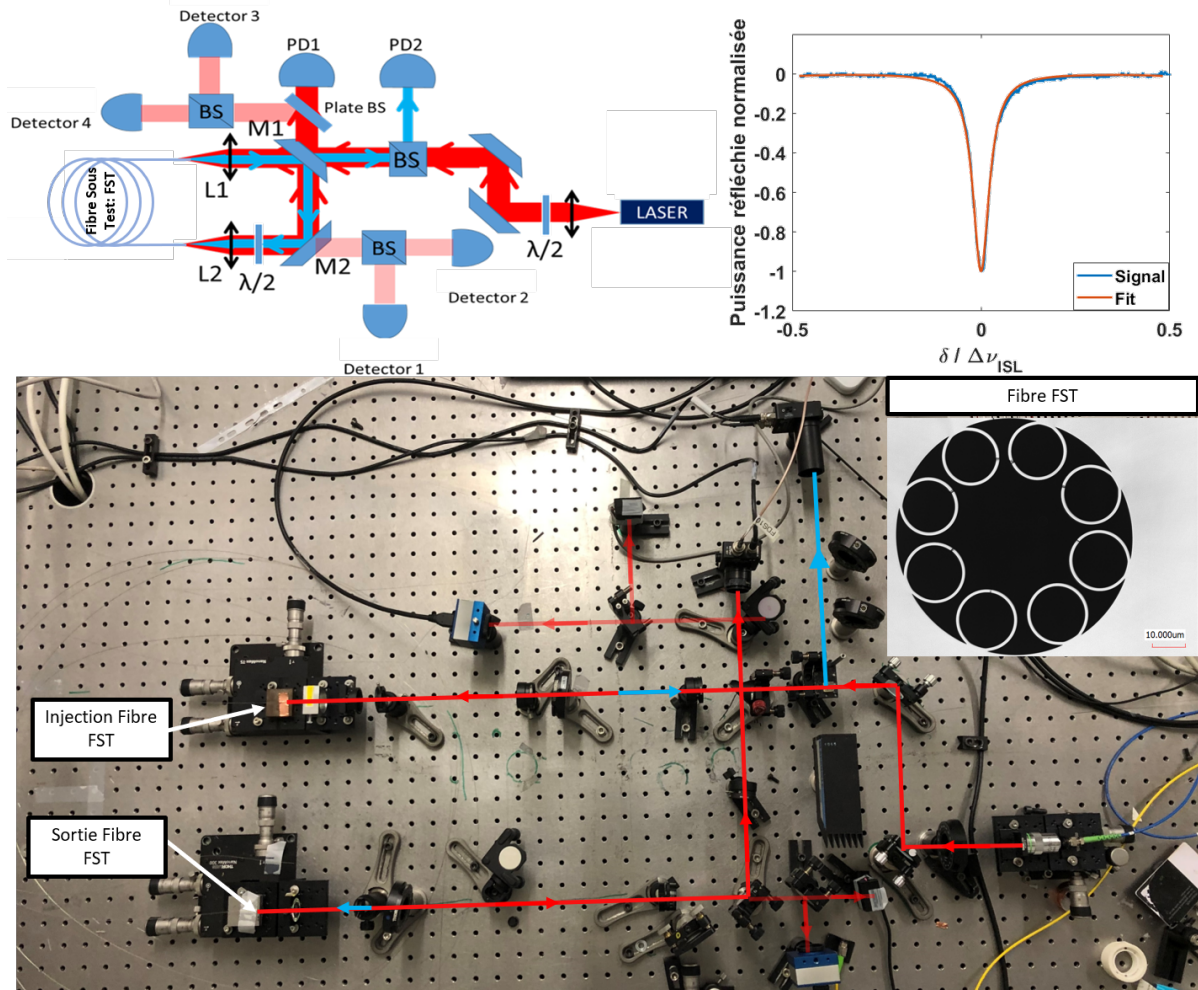 Detector 3
PD1
PD2
BS
Plate BS
Detector 4
M1
BS
Fibre Sous
Test: FST
L1
LASER
λ/2
L2
λ/2
M2
BS
Detector 2
Detector 1
Puissance réfléchie normalisée
0
-0.2
-0.4
-0.6
-0.8
-1
-1.2
-0.5
0
0.5
Signal
Fit
δ / Δν_ISL
Fibre FST
10.000um
Injection Fibre
FST
Sortie Fibre
FST